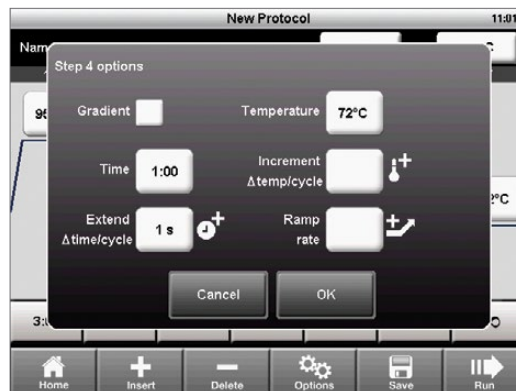 New Protocol 11:01
Name
Step 4 options
Gradient
Temperature 72°C
Time 1:00
Increment
Δtemp/cycle
Extend
Δtime/cycle
1 s
Ramp
rate
Cancel OK
Home Insert Delete Options Save Run